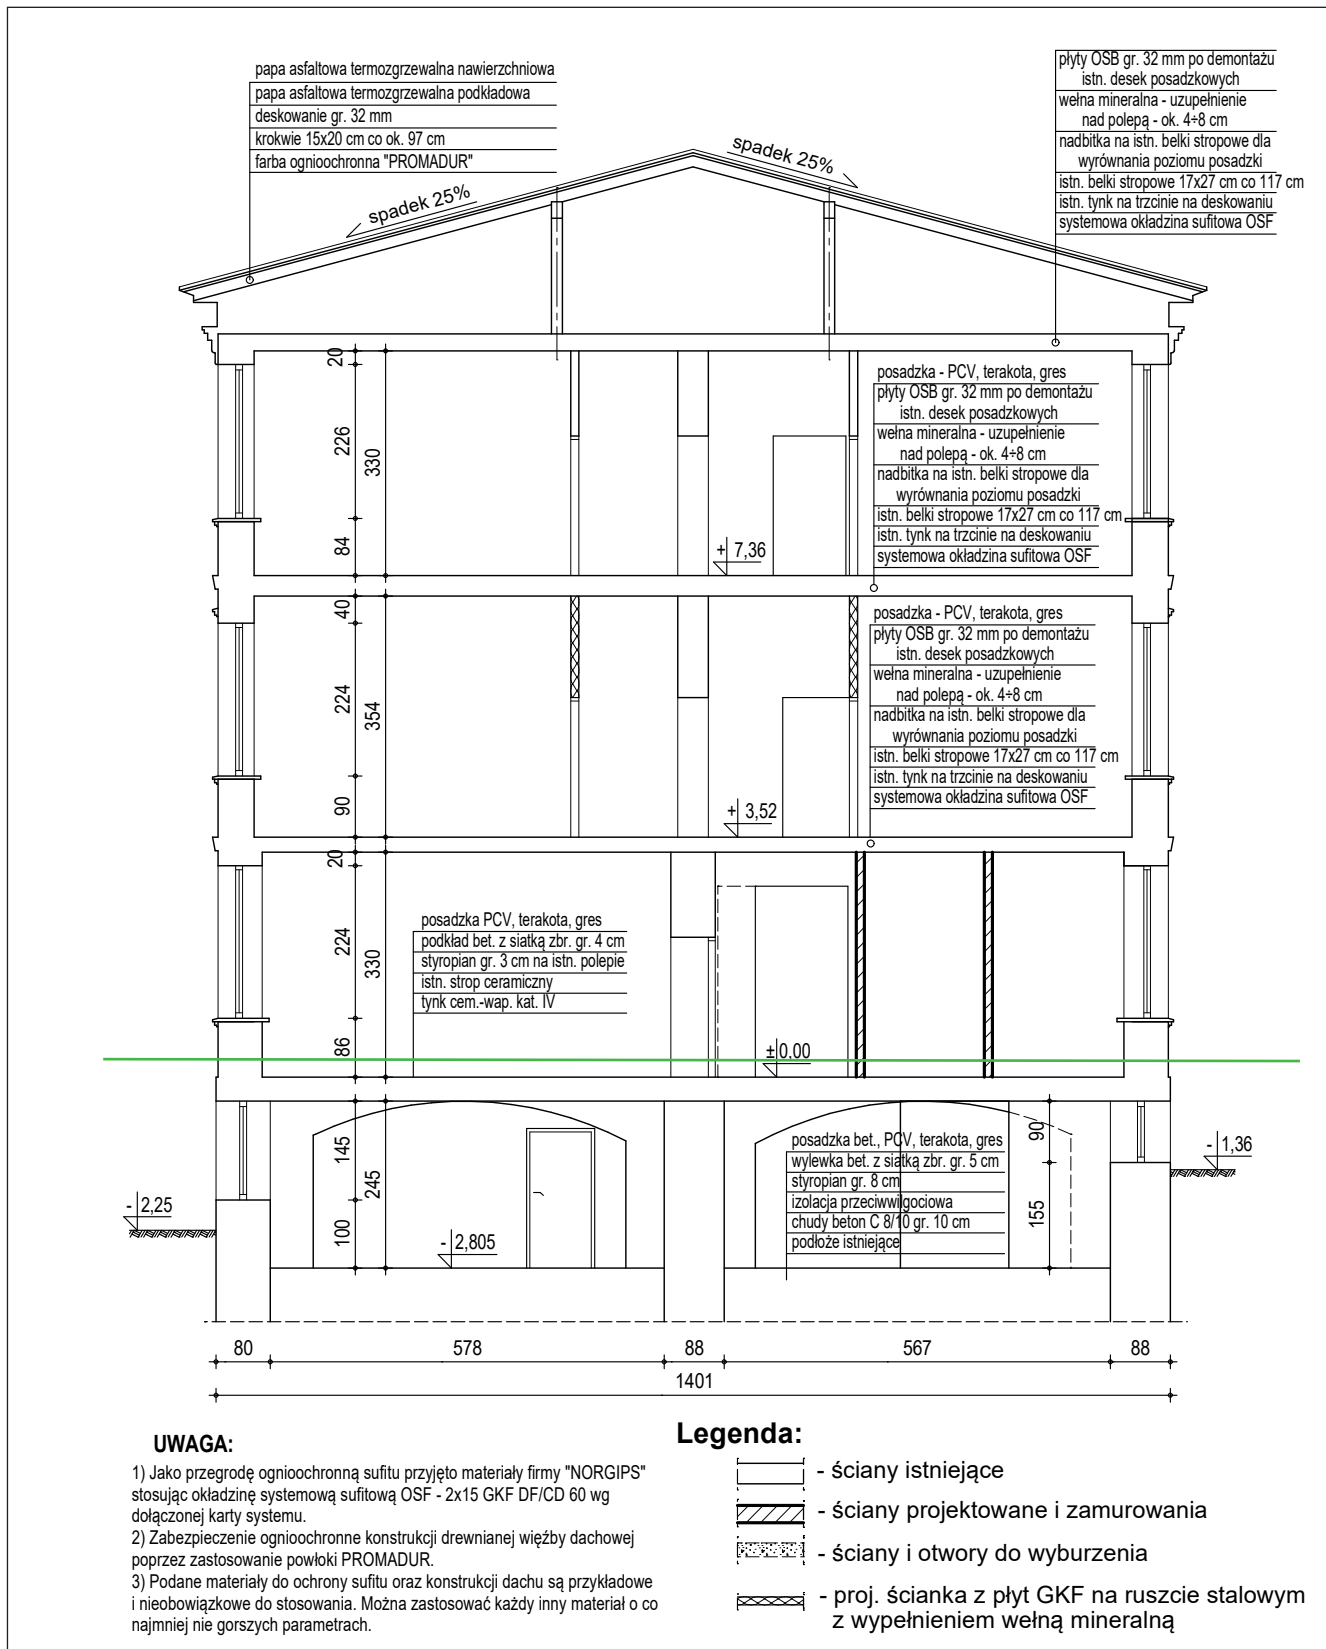 papa asfaltowa termozgrzewalna nawierzchniowa
papa asfaltowa termozgrzewalna podkładowa
deskowanie gr. 32 mm
krokwie 15x20 cm co ok. 97 cm
farba ognioochronna "PROMADUR"
płyty OSB gr. 32 mm po demontażu
istn. desek posadzkowych
wełna mineralna - uzupełnienie
nad polepą - ok. 4÷8 cm
nadbitka na istn. belki stropowe dla
wyrównania poziomu posadzki
istn. belki stropowe 17x27 cm co 117 cm
istn. tynk na trzcinie na deskowaniu
systemowa okładzina sufitowa OSF
spadek 25%
spadek 25%
20
226
330
84
posadzka - PCV, terakota, gres
płyty OSB gr. 32 mm po demontażu
istn. desek posadzkowych
wełna mineralna - uzupełnienie
nad polepą - ok. 4÷8 cm
nadbitka na istn. belki stropowe dla
wyrównania poziomu posadzki
istn. belki stropowe 17x27 cm co 117 cm
istn. tynk na trzcinie na deskowaniu
systemowa okładzina sufitowa OSF
+ 7,36
40
224
354
90
posadzka - PCV, terakota, gres
płyty OSB gr. 32 mm po demontażu
istn. desek posadzkowych
wełna mineralna - uzupełnienie
nad polepą - ok. 4÷8 cm
nadbitka na istn. belki stropowe dla
wyrównania poziomu posadzki
istn. belki stropowe 17x27 cm co 117 cm
istn. tynk na trzcinie na deskowaniu
systemowa okładzina sufitowa OSF
+ 3,52
20
224
330
86
posadzka PCV, terakota, gres
podkład bet. z siatką zbr. gr. 4 cm
styropian gr. 3 cm na istn. polepie
istn. strop ceramiczny
tynk cem.-wap. kat. IV
± 0,00
145
245
100
- 2,25
- 2,805
posadzka bet., PCV, terakota, gres
wylewka bet. z siatką zbr. gr. 5 cm
styropian gr. 8 cm
izolacja przeciwwilgociowa
chudy beton C 8/10 gr. 10 cm
podłoże istniejące
90
155
- 1,36
80 578 88 567 88
1401
UWAGA:
1) Jako przegrodę ognioochronną sufitu przyjęto materiały firmy "NORGIPS"
stosując okładzinę systemową sufitową OSF - 2x15 GKF DF/CD 60 wg
dołączonej karty systemu.
2) Zabezpieczenie ognioochronne konstrukcji drewnianej więźby dachowej
poprzez zastosowanie powłoki PROMADUR.
3) Podane materiały do ochrony sufitu oraz konstrukcji dachu są przykładowe
i nieobowiązkowe do stosowania. Można zastosować każdy inny materiał o co
najmniej nie gorszych parametrach.
Legenda:
- ściany istniejące
- ściany projektowane i zamurowania
- ściany i otwory do wyburzenia
- proj. ścianka z płyt GKF na ruszcie stalowym
z wypełnieniem wełną mineralną